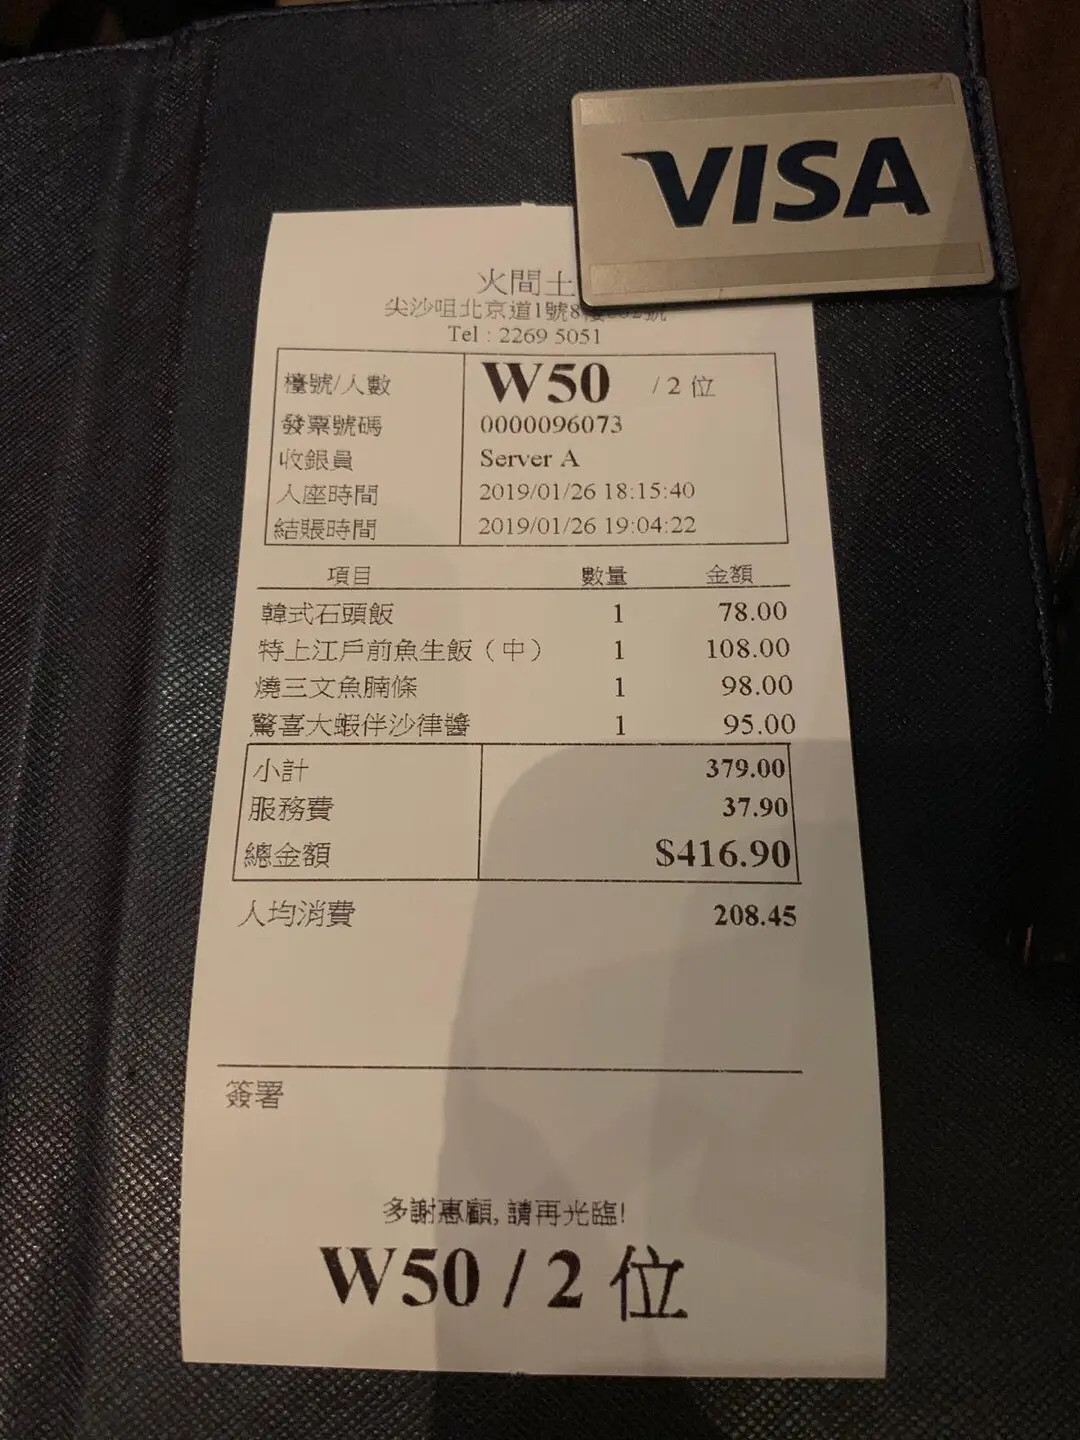 VISA
火間土
尖沙咀北京道1號8樓802號
Tel : 2269 5051
檯號/人數 W50 / 2 位
發票號碼 0000096073
收銀員 Server A
入座時間 2019/01/26 18:15:40
結賬時間 2019/01/26 19:04:22
項目 數量 金額
韓式石頭飯 1 78.00
特上江戶前魚生飯（中） 1 108.00
燒三文魚腩條 1 98.00
驚喜大蝦伴沙律醬 1 95.00
小計 379.00
服務費 37.90
總金額 $416.90
人均消費 208.45
簽署
多謝惠顧, 請再光臨!
W50 / 2 位